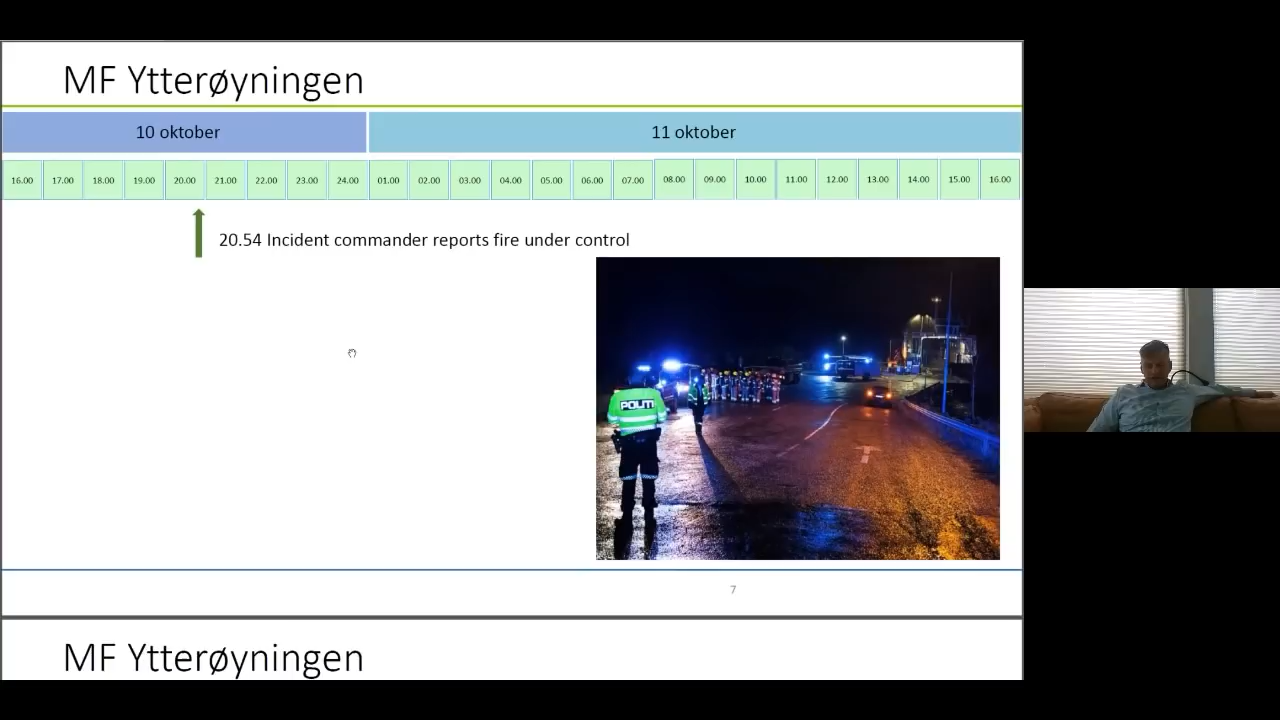 MF Ytterøyningen
10 oktober 11 oktober
16.00 17.00 18.00 19.00 20.00 21.00 22.00 23.00 24.00 01.00 02.00 03.00 04.00 05.00 06.00 07.00 08.00 09.00 10.00 11.00 12.00 13.00 14.00 15.00 16.00
20.54 Incident commander reports fire under control
POLITI
7
MF Ytterøyningen